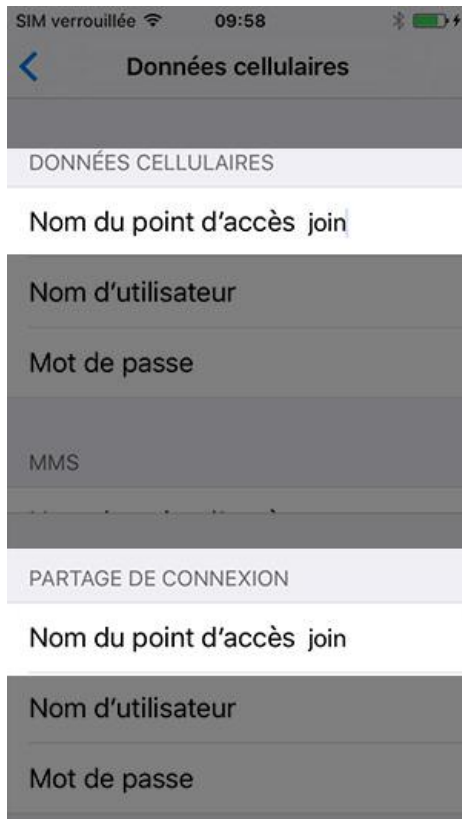 SIM verrouillée 09:58
Données cellulaires
DONNÉES CELLULAIRES
Nom du point d’accès join
Nom d’utilisateur
Mot de passe
MMS
PARTAGE DE CONNEXION
Nom du point d’accès join
Nom d’utilisateur
Mot de passe